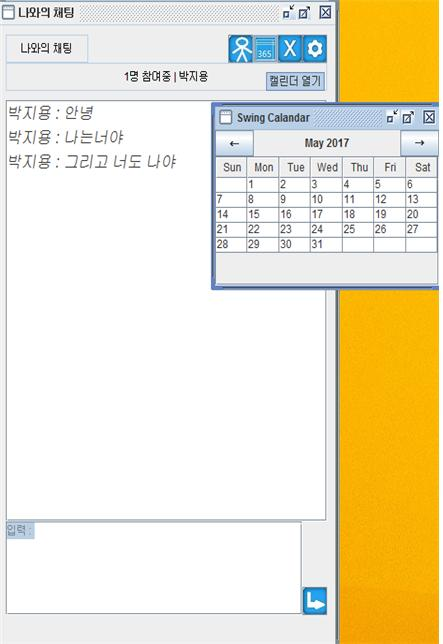 나와의 채팅
나와의 채팅
365
X
1명 참여중 | 박지용
캘린더 열기
박지용 : 안녕
박지용 : 나는너야
박지용 : 그리고 너도 나야
Swing Calandar
← May 2017 →
Sun Mon Tue Wed Thu Fri Sat
1 2 3 4 5 6
7 8 9 10 11 12 13
14 15 16 17 18 19 20
21 22 23 24 25 26 27
28 29 30 31
입력 :